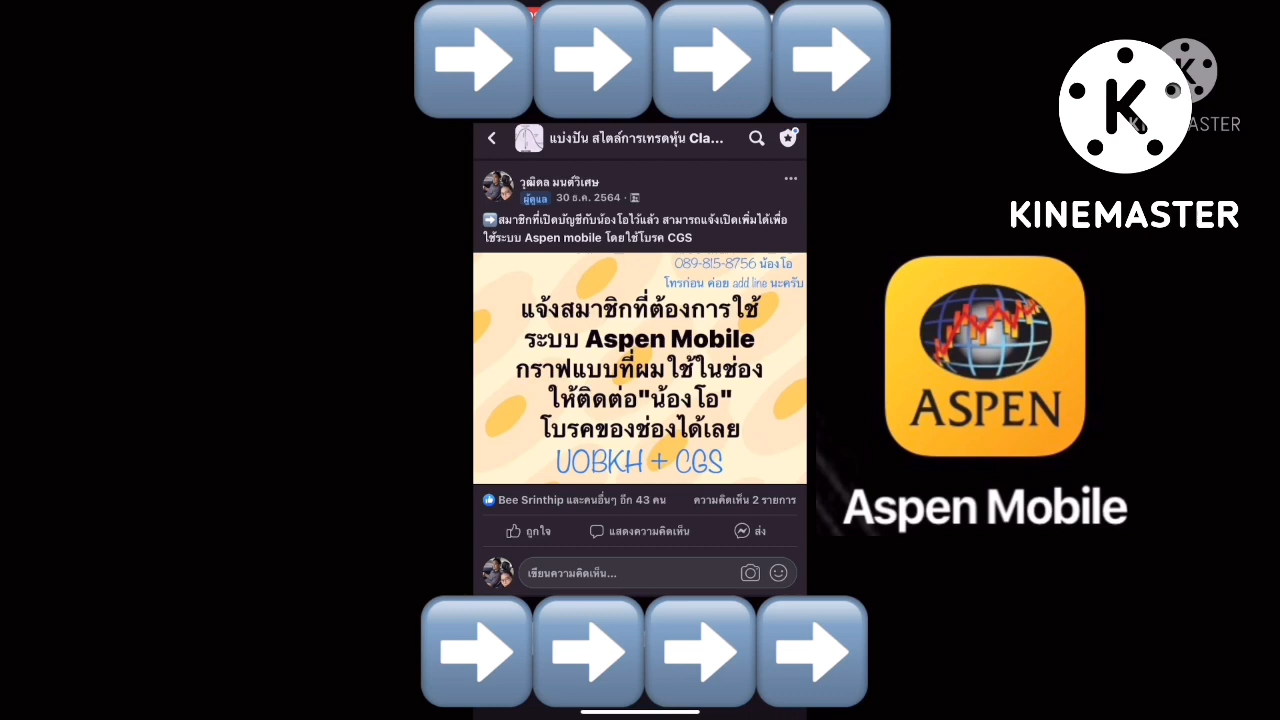 KINEMASTER
แบ่งปัน สไตล์การเทรดหุ้น Cla...
วุฒิดล มนต์วิเศษ
ผู้ดูแล 30 ธ.ค. 2564 ·
➡️สมาชิกที่เปิดบัญชีกับน้องโอไว้แล้ว สามารถแจ้งเปิดเพิ่มได้เพื่อ
ใช้ระบบ Aspen mobile โดยใช้โบรค CGS
089-815-8756 น้องโอ
โทรก่อน ค่อย add line นะครับ
แจ้งสมาชิกที่ต้องการใช้
ระบบ Aspen Mobile
กราฟแบบที่ผมใช้ในช่อง
ให้ติดต่อ"น้องโอ"
โบรคของช่องได้เลย
UOBKH + CGS
Bee Srinthip และคนอื่นๆ อีก 43 คน ความคิดเห็น 2 รายการ
ถูกใจ แสดงความคิดเห็น ส่ง
เขียนความคิดเห็น...
K
KINEMASTER
ASPEN
Aspen Mobile